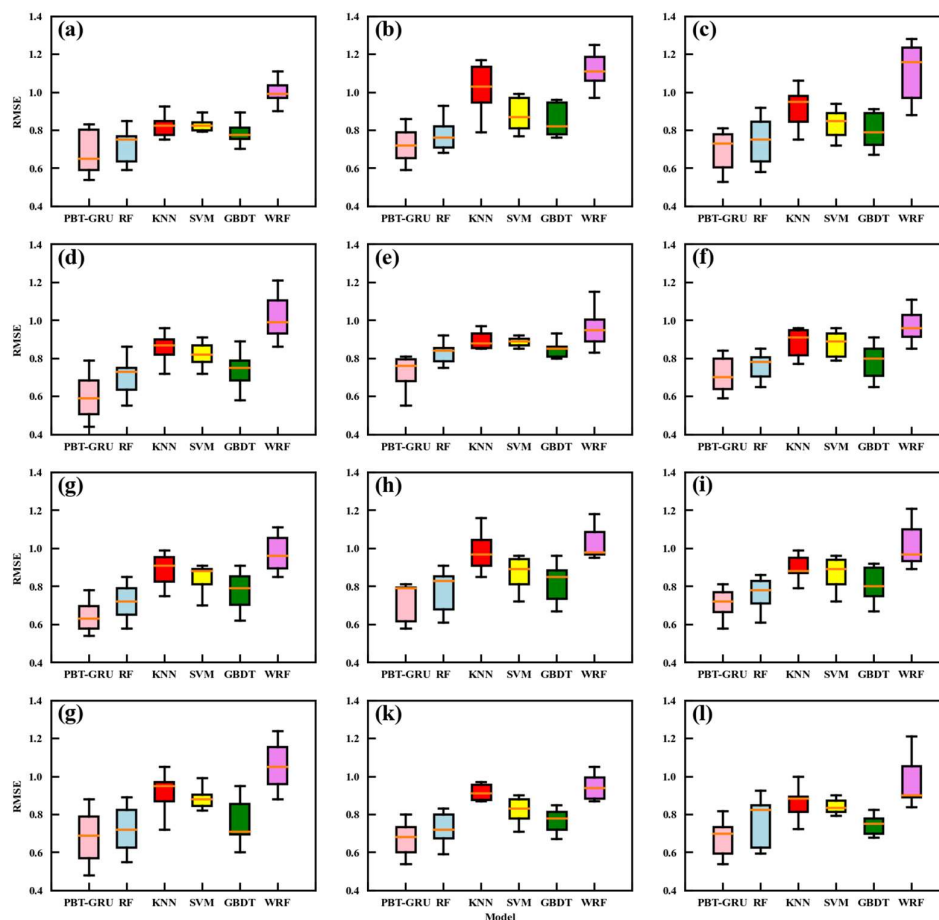 (a) (b) (c)
1.4 1.4 1.4
1.2 1.2 1.2
1.0 1.0 1.0
RMSE
0.8 0.8 0.8
0.6 0.6 0.6
0.4 0.4 0.4
PBT-GRU RF KNN SVM GBDT WRF PBT-GRU RF KNN SVM GBDT WRF PBT-GRU RF KNN SVM GBDT WRF
(d) (e) (f)
1.4 1.4 1.4
1.2 1.2 1.2
1.0 1.0 1.0
RMSE
0.8 0.8 0.8
0.6 0.6 0.6
0.4 0.4 0.4
PBT-GRU RF KNN SVM GBDT WRF PBT-GRU RF KNN SVM GBDT WRF PBT-GRU RF KNN SVM GBDT WRF
(g) (h) (i)
1.4 1.4 1.4
1.2 1.2 1.2
1.0 1.0 1.0
RMSE
0.8 0.8 0.8
0.6 0.6 0.6
0.4 0.4 0.4
PBT-GRU RF KNN SVM GBDT WRF PBT-GRU RF KNN SVM GBDT WRF PBT-GRU RF KNN SVM GBDT WRF
(g) (k) (l)
1.4 1.4 1.4
1.2 1.2 1.2
1.0 1.0 1.0
RMSE
0.8 0.8 0.8
0.6 0.6 0.6
0.4 0.4 0.4
PBT-GRU RF KNN SVM GBDT WRF PBT-GRU RF KNN SVM GBDT WRF PBT-GRU RF KNN SVM GBDT WRF
Model